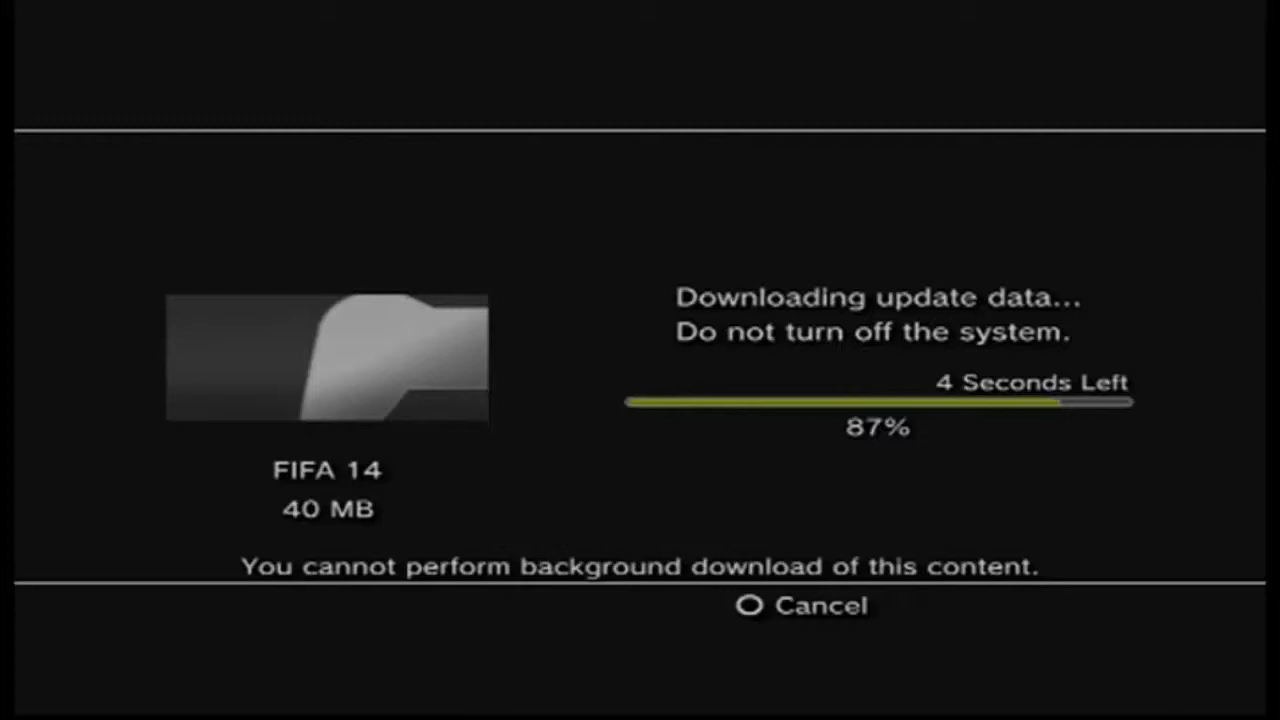 Downloading update data...
Do not turn off the system.
4 Seconds Left
87%
FIFA 14
40 MB
You cannot perform background download of this content.
Cancel